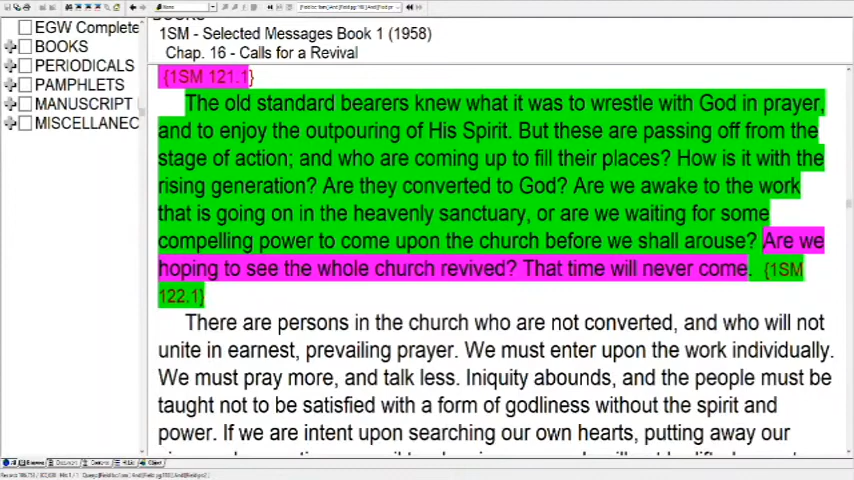 BOOKS
EGW Complete
BOOKS
PERIODICALS
PAMPHLETS
MANUSCRIPT
MISCELLANEC
1SM - Selected Messages Book 1 (1958)
Chap. 16 - Calls for a Revival
{1SM 121.1}
The old standard bearers knew what it was to wrestle with God in prayer,
and to enjoy the outpouring of His Spirit. But these are passing off from the
stage of action; and who are coming up to fill their places? How is it with the
rising generation? Are they converted to God? Are we awake to the work
that is going on in the heavenly sanctuary, or are we waiting for some
compelling power to come upon the church before we shall arouse? Are we
hoping to see the whole church revived? That time will never come. {1SM
122.1}
There are persons in the church who are not converted, and who will not
unite in earnest, prevailing prayer. We must enter upon the work individually.
We must pray more, and talk less. Iniquity abounds, and the people must be
taught not to be satisfied with a form of godliness without the spirit and
power. If we are intent upon searching our own hearts, putting away our